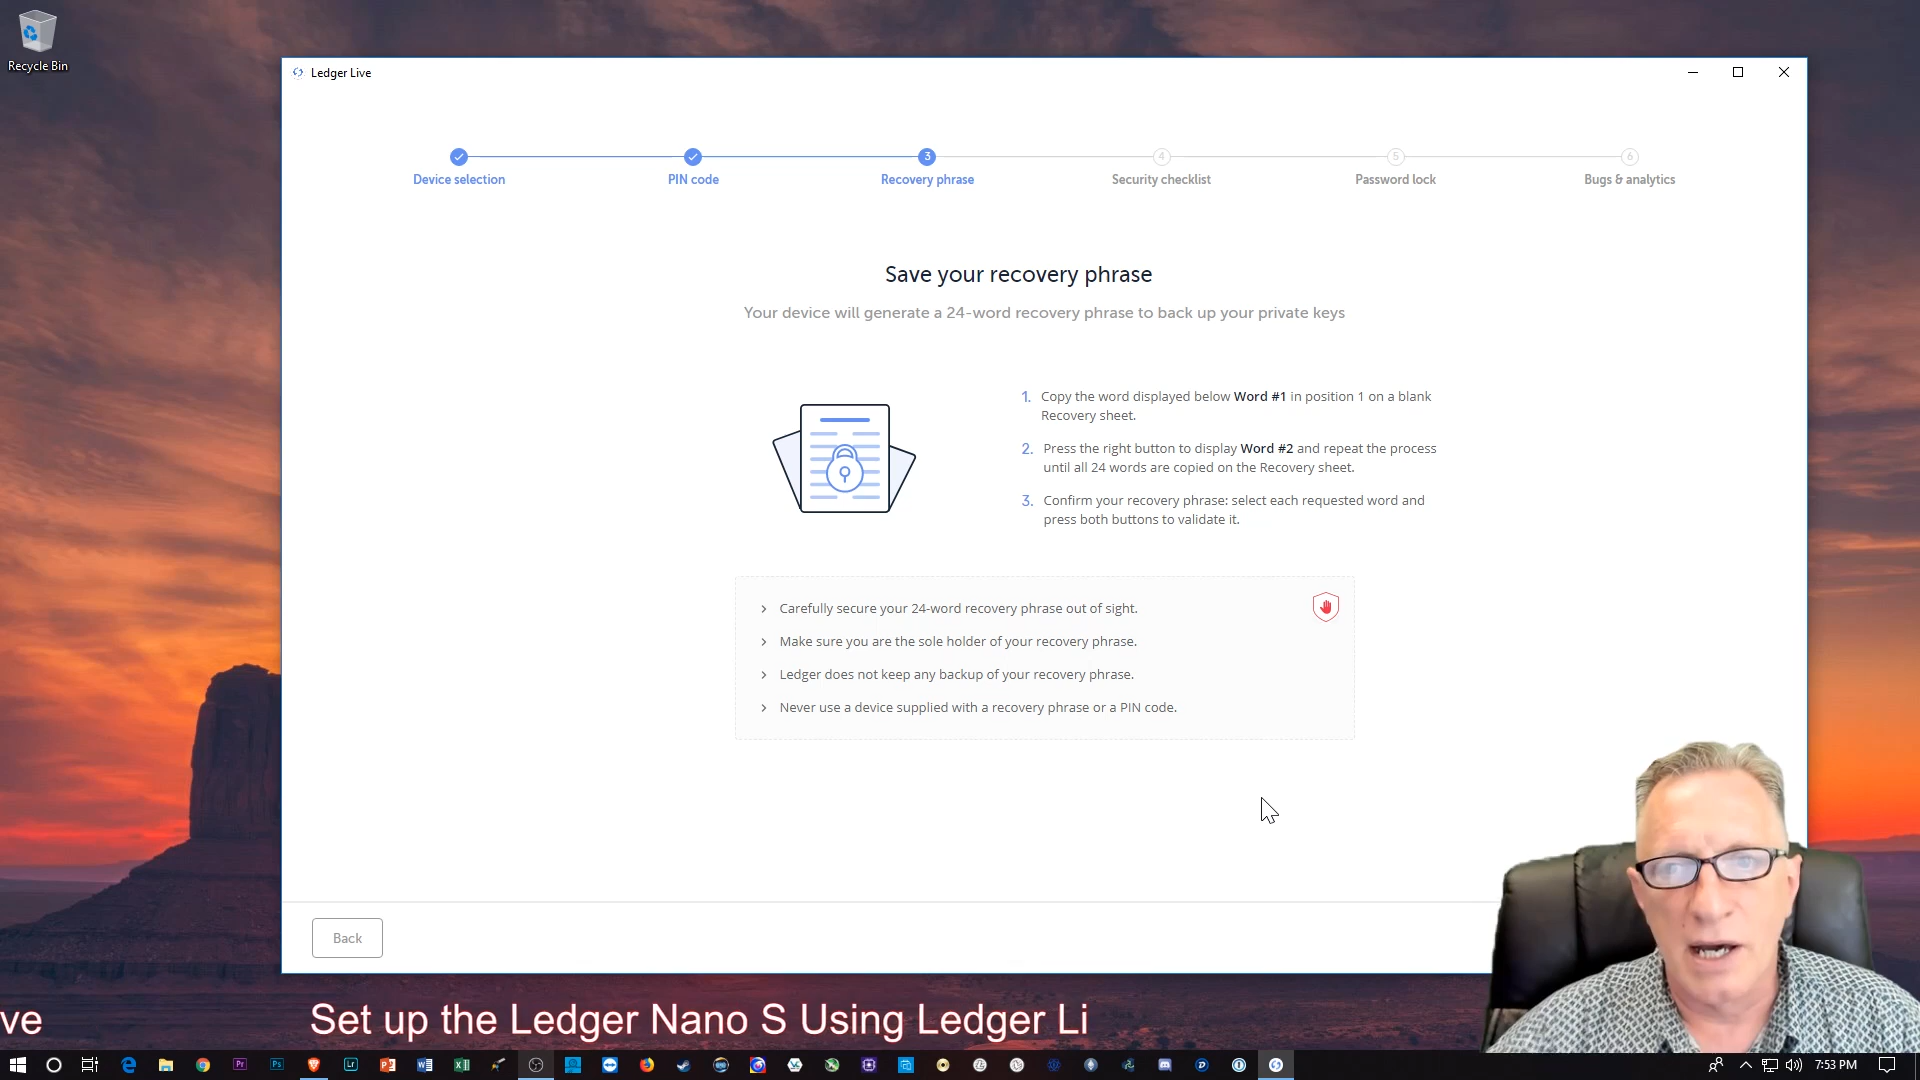 Recycle Bin
Ledger Live
3
4
5
6
Device selection
PIN code
Recovery phrase
Security checklist
Password lock
Bugs & analytics
Save your recovery phrase
Your device will generate a 24-word recovery phrase to back up your private keys
1. Copy the word displayed below Word #1 in position 1 on a blank
Recovery sheet.
2. Press the right button to display Word #2 and repeat the process
until all 24 words are copied on the Recovery sheet.
3. Confirm your recovery phrase: select each requested word and
press both buttons to validate it.
Carefully secure your 24-word recovery phrase out of sight.
Make sure you are the sole holder of your recovery phrase.
Ledger does not keep any backup of your recovery phrase.
Never use a device supplied with a recovery phrase or a PIN code.
Back
ve Set up the Ledger Nano S Using Ledger Li
Pr
Ps
Lr
7:53 PM